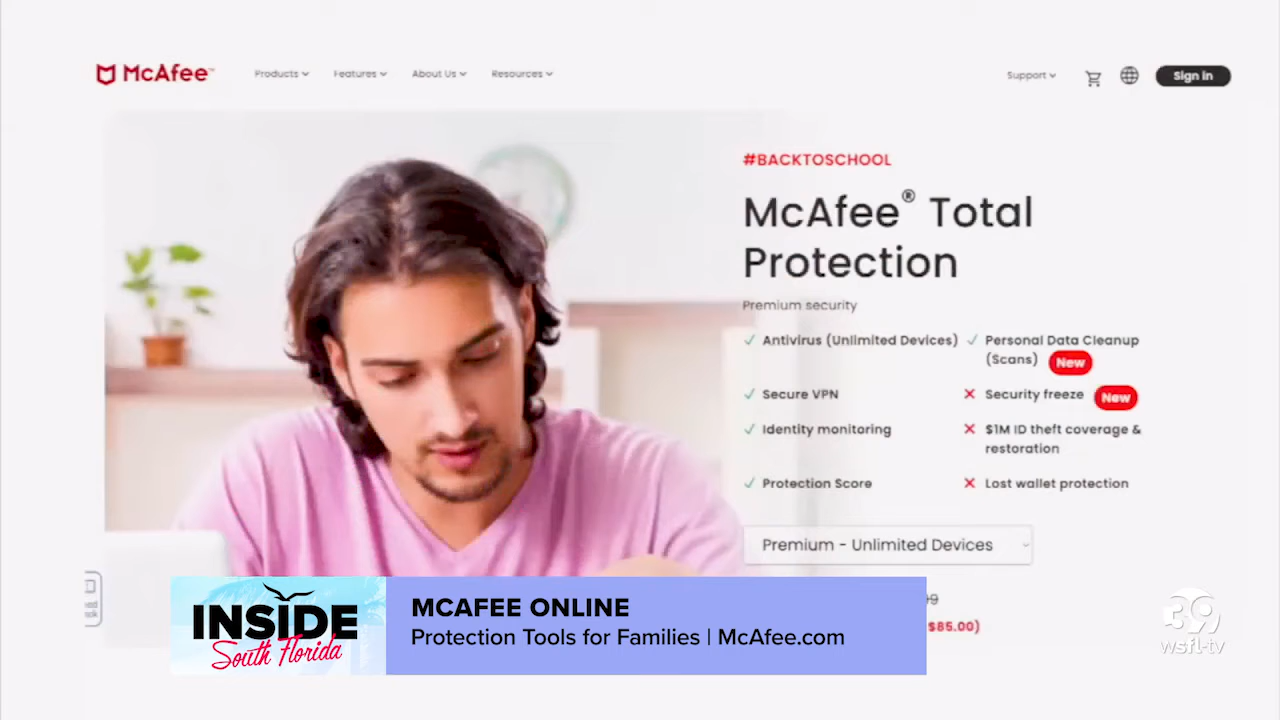 McAfee™
Products
Features
About Us
Resources
Support
Sign in
#BACKTOSCHOOL
McAfee® Total
Protection
Premium security
Antivirus (Unlimited Devices)
Personal Data Cleanup
(Scans) New
Secure VPN
Security freeze New
Identity monitoring
$1M ID theft coverage &
restoration
Protection Score
Lost wallet protection
Premium - Unlimited Devices
$85.00)
INSIDE
South Florida
MCAFEE ONLINE
Protection Tools for Families | McAfee.com
39
wsfl-tv